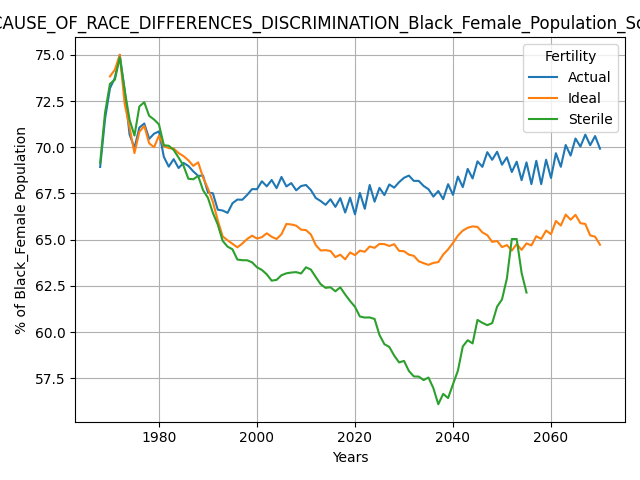 CAUSE_OF_RACE_DIFFERENCES_DISCRIMINATION_Black_Female_Population_So
75.0
72.5
70.0
67.5
65.0
62.5
60.0
57.5
% of Black_Female Population
Fertility
Actual
Ideal
Sterile
1980
2000
2020
2040
2060
Years